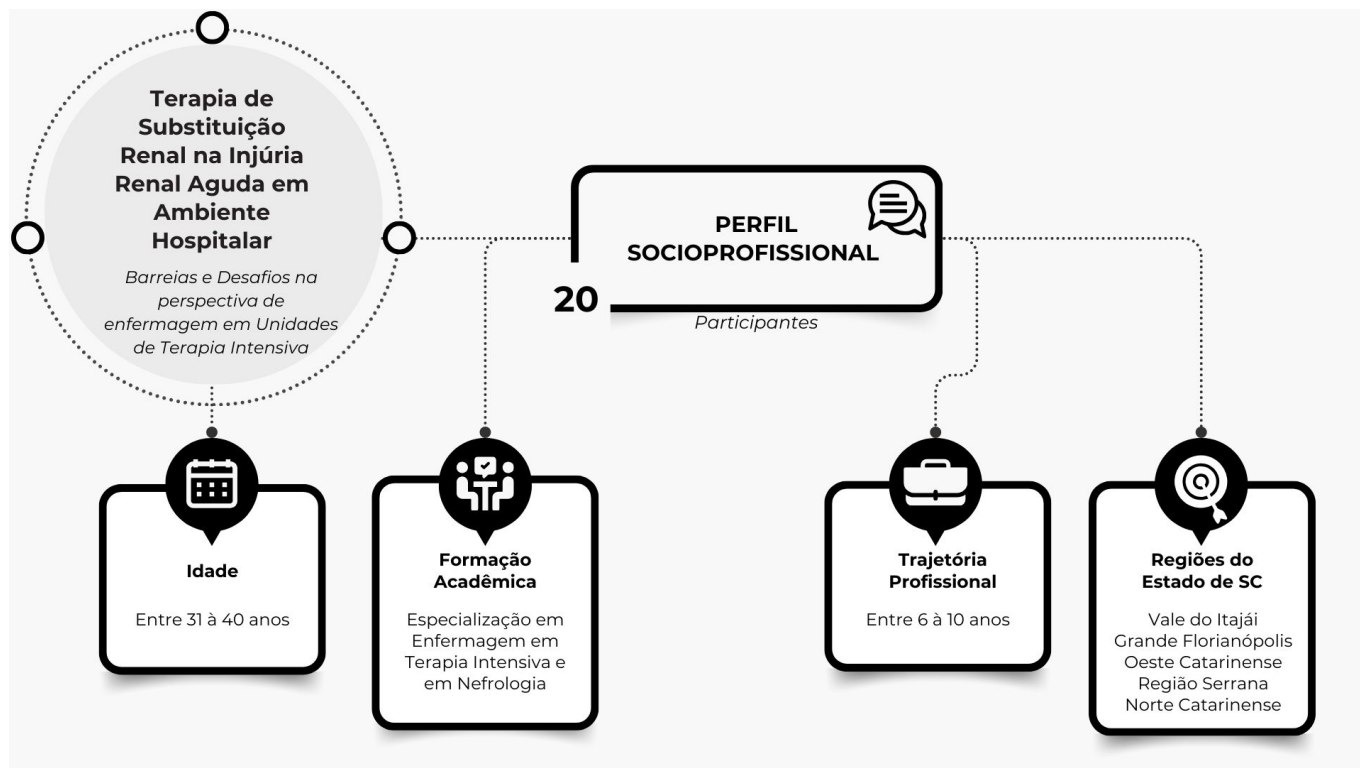 Terapia de
Substituição
Renal na Injúria
Renal Aguda em
Ambiente
Hospitalar
Barreias e Desafios na
perspectiva de
enfermagem em Unidades
de Terapia Intensiva
PERFIL
SOCIOPROFISSIONAL
20
Participantes
Idade
Entre 31 à 40 anos
Formação
Acadêmica
Especialização em
Enfermagem em
Terapia Intensiva e
em Nefrologia
Trajetória
Profissional
Entre 6 à 10 anos
Regiões do
Estado de SC
Vale do Itajái
Grande Florianópolis
Oeste Catarinense
Região Serrana
Norte Catarinense